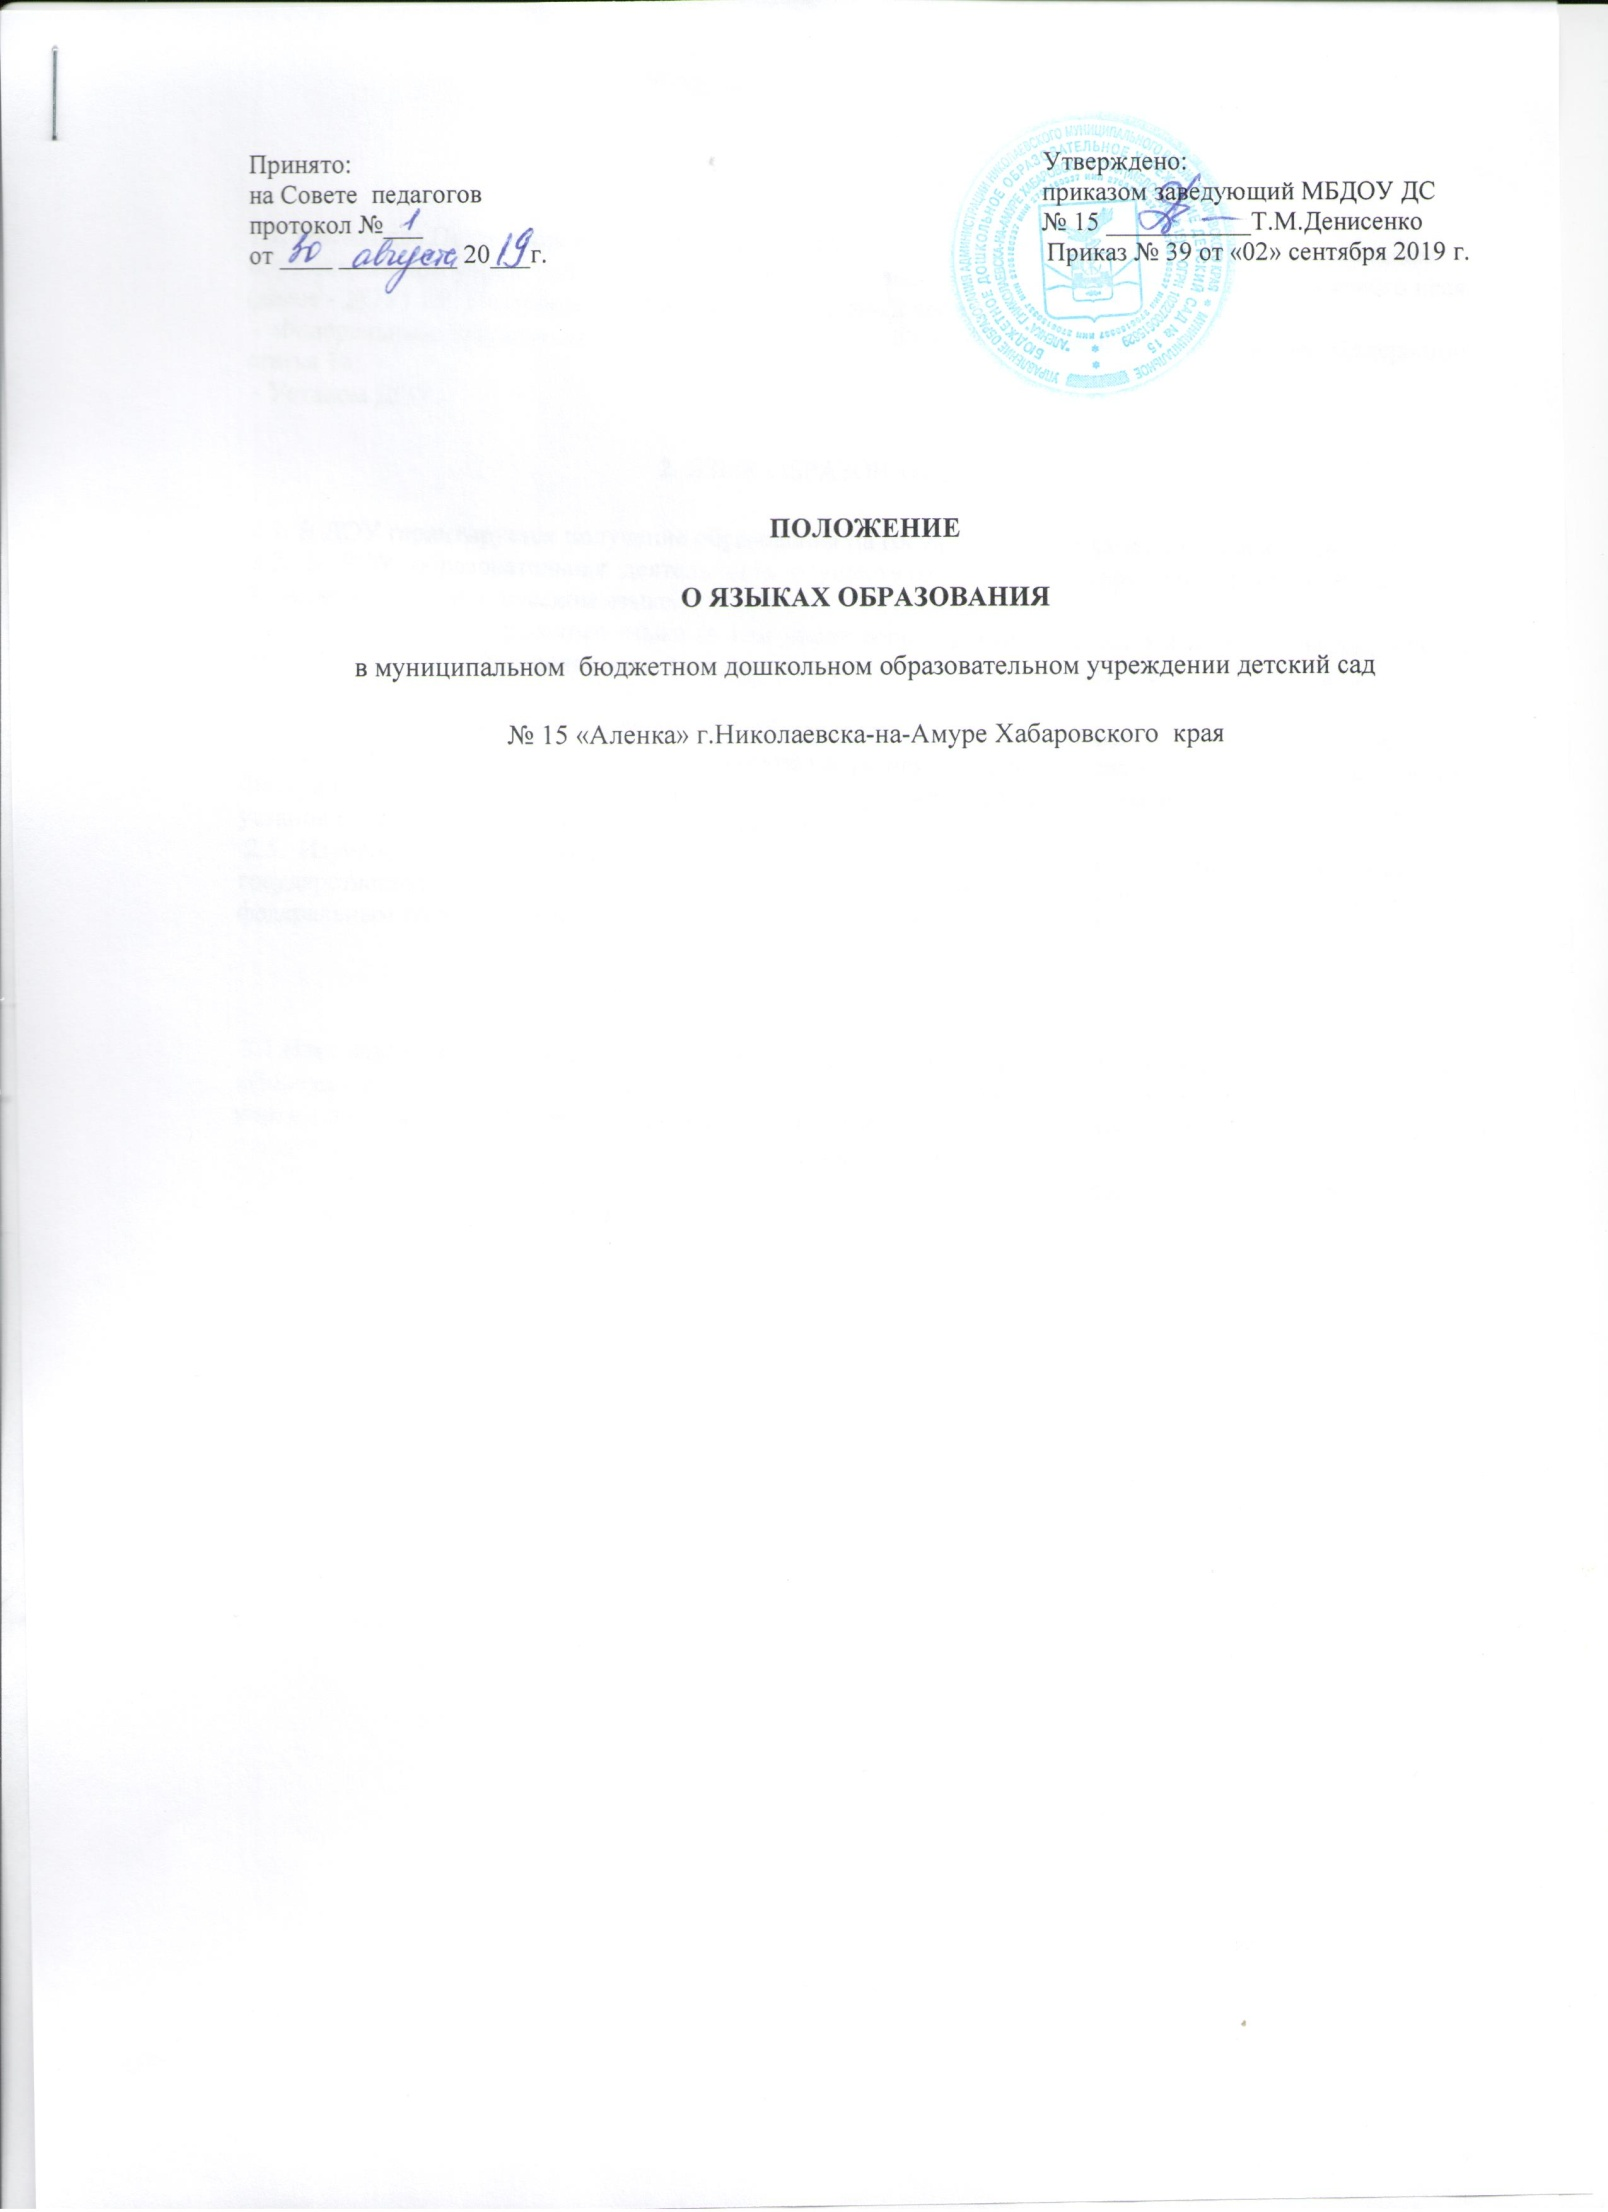 Принято:
на Совете педагогов
протокол № 1
от 30 августа 2019г.
Утверждено:
приказом заведующий МБДОУ ДС
№ 15 ___________Т.М.Денисенко
Приказ № 39 от «02» сентября 2019 г.
ПОЛОЖЕНИЕ
О ЯЗЫКАХ ОБРАЗОВАНИЯ
в муниципальном бюджетном дошкольном образовательном учреждении детский сад
№ 15 «Аленка» г.Николаевска-на-Амуре Хабаровского края